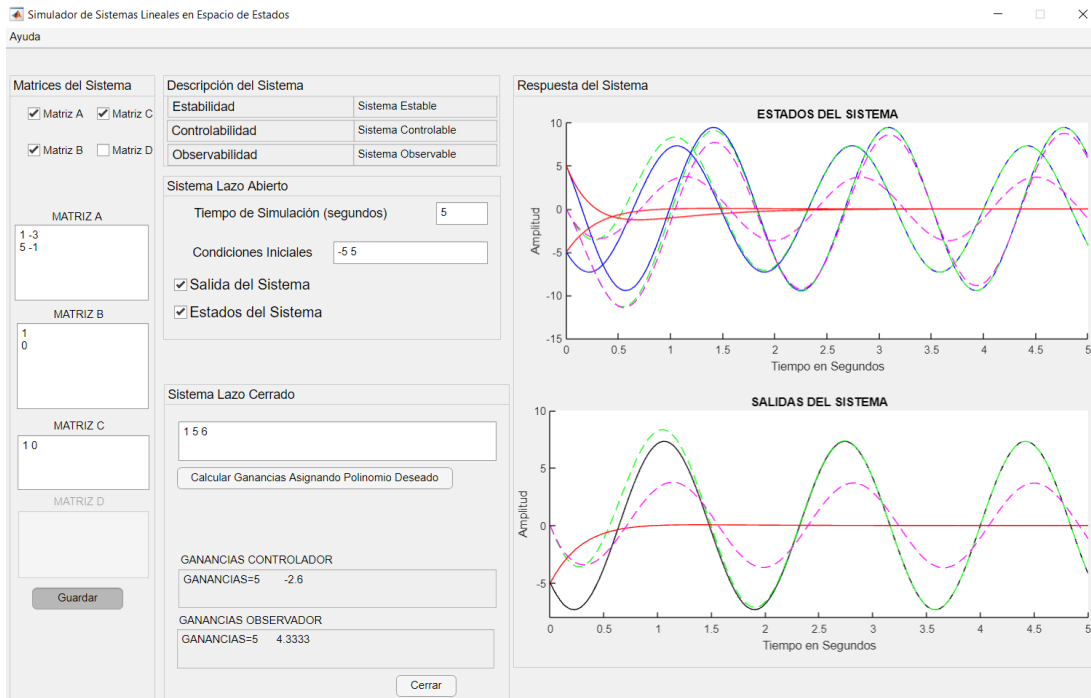 Simulador de Sistemas Lineales en Espacio de Estados
Ayuda
Matrices del Sistema
Matriz A Matriz C
Matriz B Matriz D
MATRIZ A
1 -3
5 -1
MATRIZ B
1
0
MATRIZ C
1 0
MATRIZ D
Guardar
Descripción del Sistema
Estabilidad Sistema Estable
Controlabilidad Sistema Controlable
Observabilidad Sistema Observable
Sistema Lazo Abierto
Tiempo de Simulación (segundos) 5
Condiciones Iniciales -5 5
Salida del Sistema
Estados del Sistema
Sistema Lazo Cerrado
1 5 6
Calcular Ganancias Asignando Polinomio Deseado
GANANCIAS CONTROLADOR
GANANCIAS=5 -2.6
GANANCIAS OBSERVADOR
GANANCIAS=5 4.3333
Cerrar
Respuesta del Sistema
ESTADOS DEL SISTEMA
10
5
0
-5
-10
-15
Amplitud
0 0.5 1 1.5 2 2.5 3 3.5 4 4.5 5
Tiempo en Segundos
SALIDAS DEL SISTEMA
10
5
0
-5
Amplitud
0 0.5 1 1.5 2 2.5 3 3.5 4 4.5 5
Tiempo en Segundos